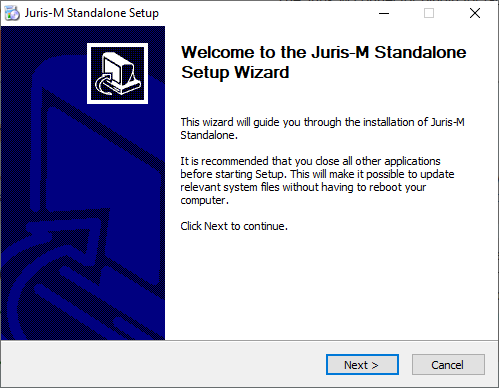 Juris-M Standalone Setup
Welcome to the Juris-M Standalone
Setup Wizard
This wizard will guide you through the installation of Juris-M
Standalone.
It is recommended that you close all other applications
before starting Setup. This will make it possible to update
relevant system files without having to reboot your
computer.
Click Next to continue.
Next >
Cancel